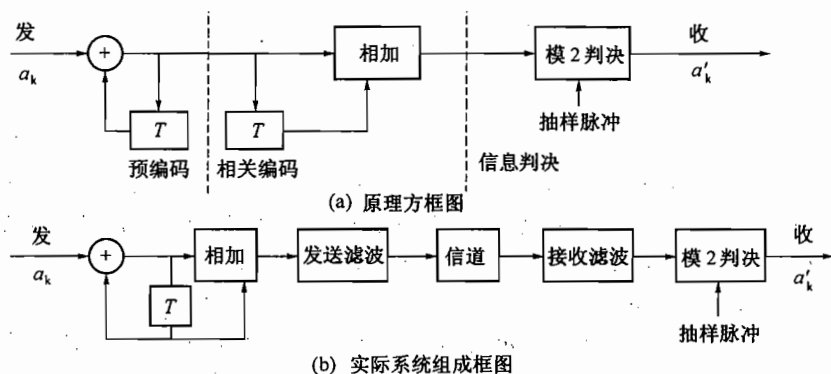 发
收
+
相加
模2判决
a_k
a'_k
T
T
抽样脉冲
预编码
相关编码
信息判决
(a) 原理方框图
发
收
+
相加
发送滤波
信道
接收滤波
模2判决
a_k
a'_k
T
抽样脉冲
(b) 实际系统组成框图